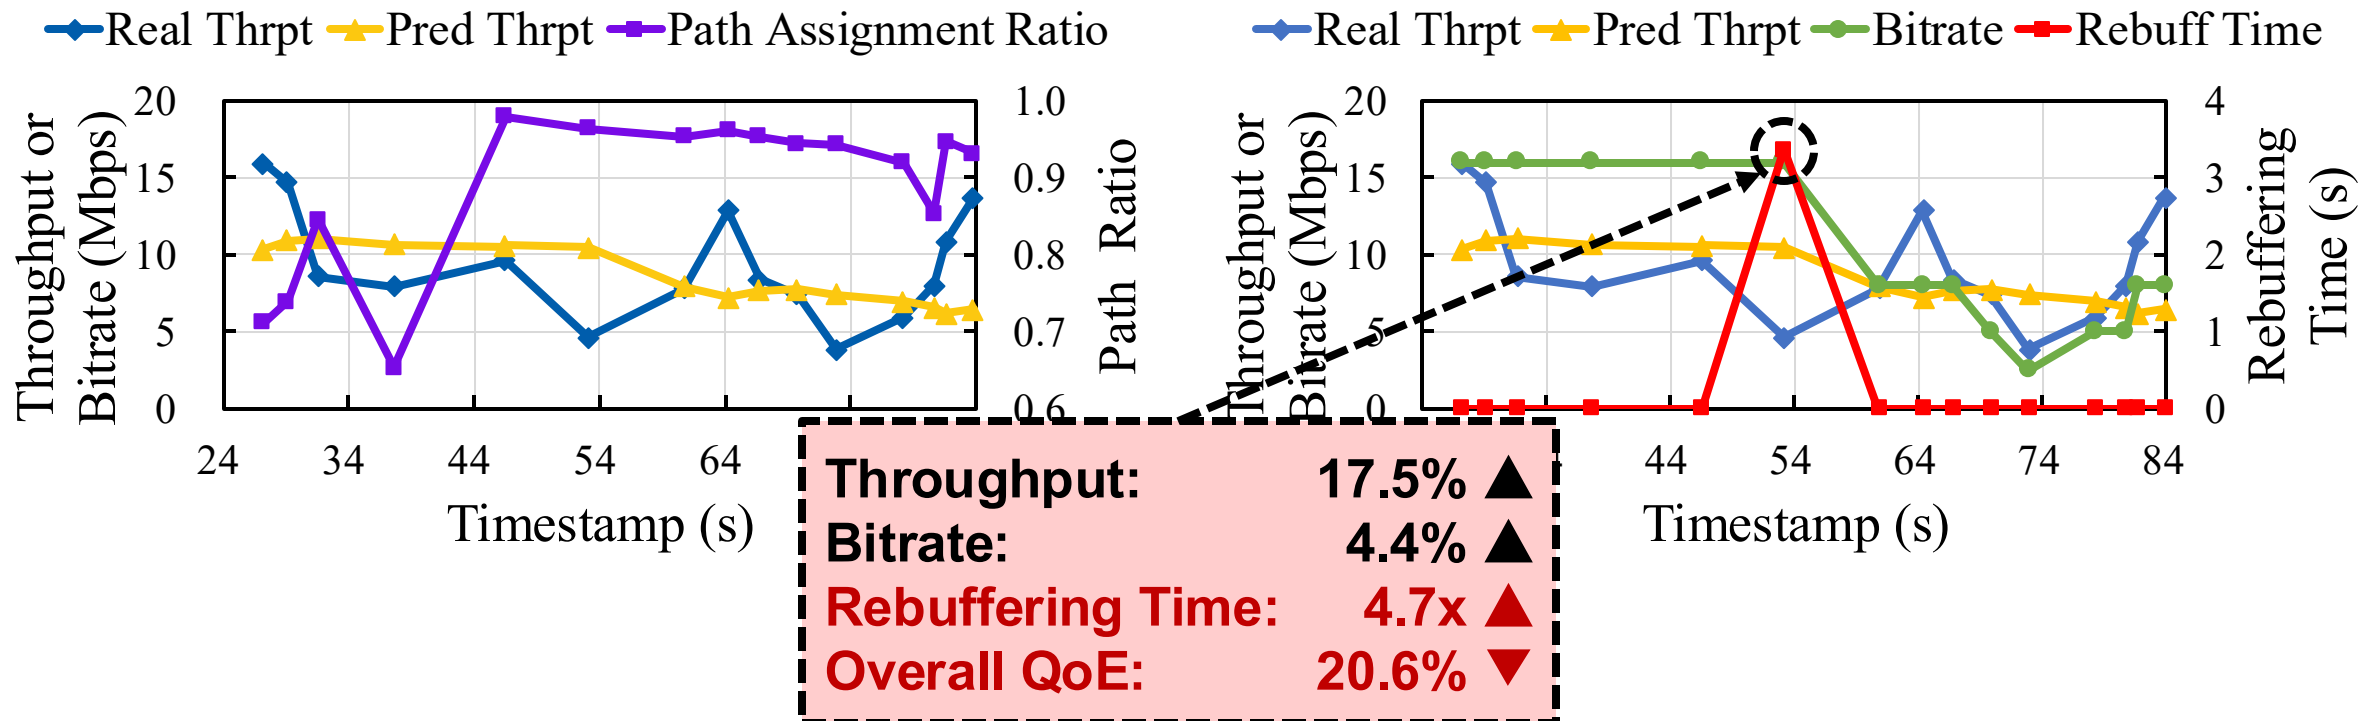 Real Thrpt Pred Thrpt Path Assignment Ratio
Throughput or
Bitrate (Mbps)
20
15
10
5
0
1.0
0.9
0.8
0.7
0.6
Path Ratio
24 34 44 54 64
Timestamp (s)
Real Thrpt Pred Thrpt Bitrate Rebuff Time
Throughput or
Bitrate (Mbps)
20
15
10
5
0
4
3
2
1
0
Rebuffering
Time (s)
44 54 64 74 84
Timestamp (s)
Throughput: 17.5% ▲
Bitrate: 4.4% ▲
Rebuffering Time: 4.7x ▲
Overall QoE: 20.6% ▼